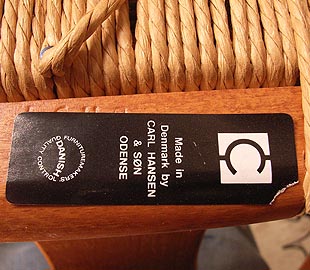 Made in
Denmark by
CARL HANSEN
& SØN
ODENSE
DANISH
FURNITUREMAKERS'
QUALITY CONTROL